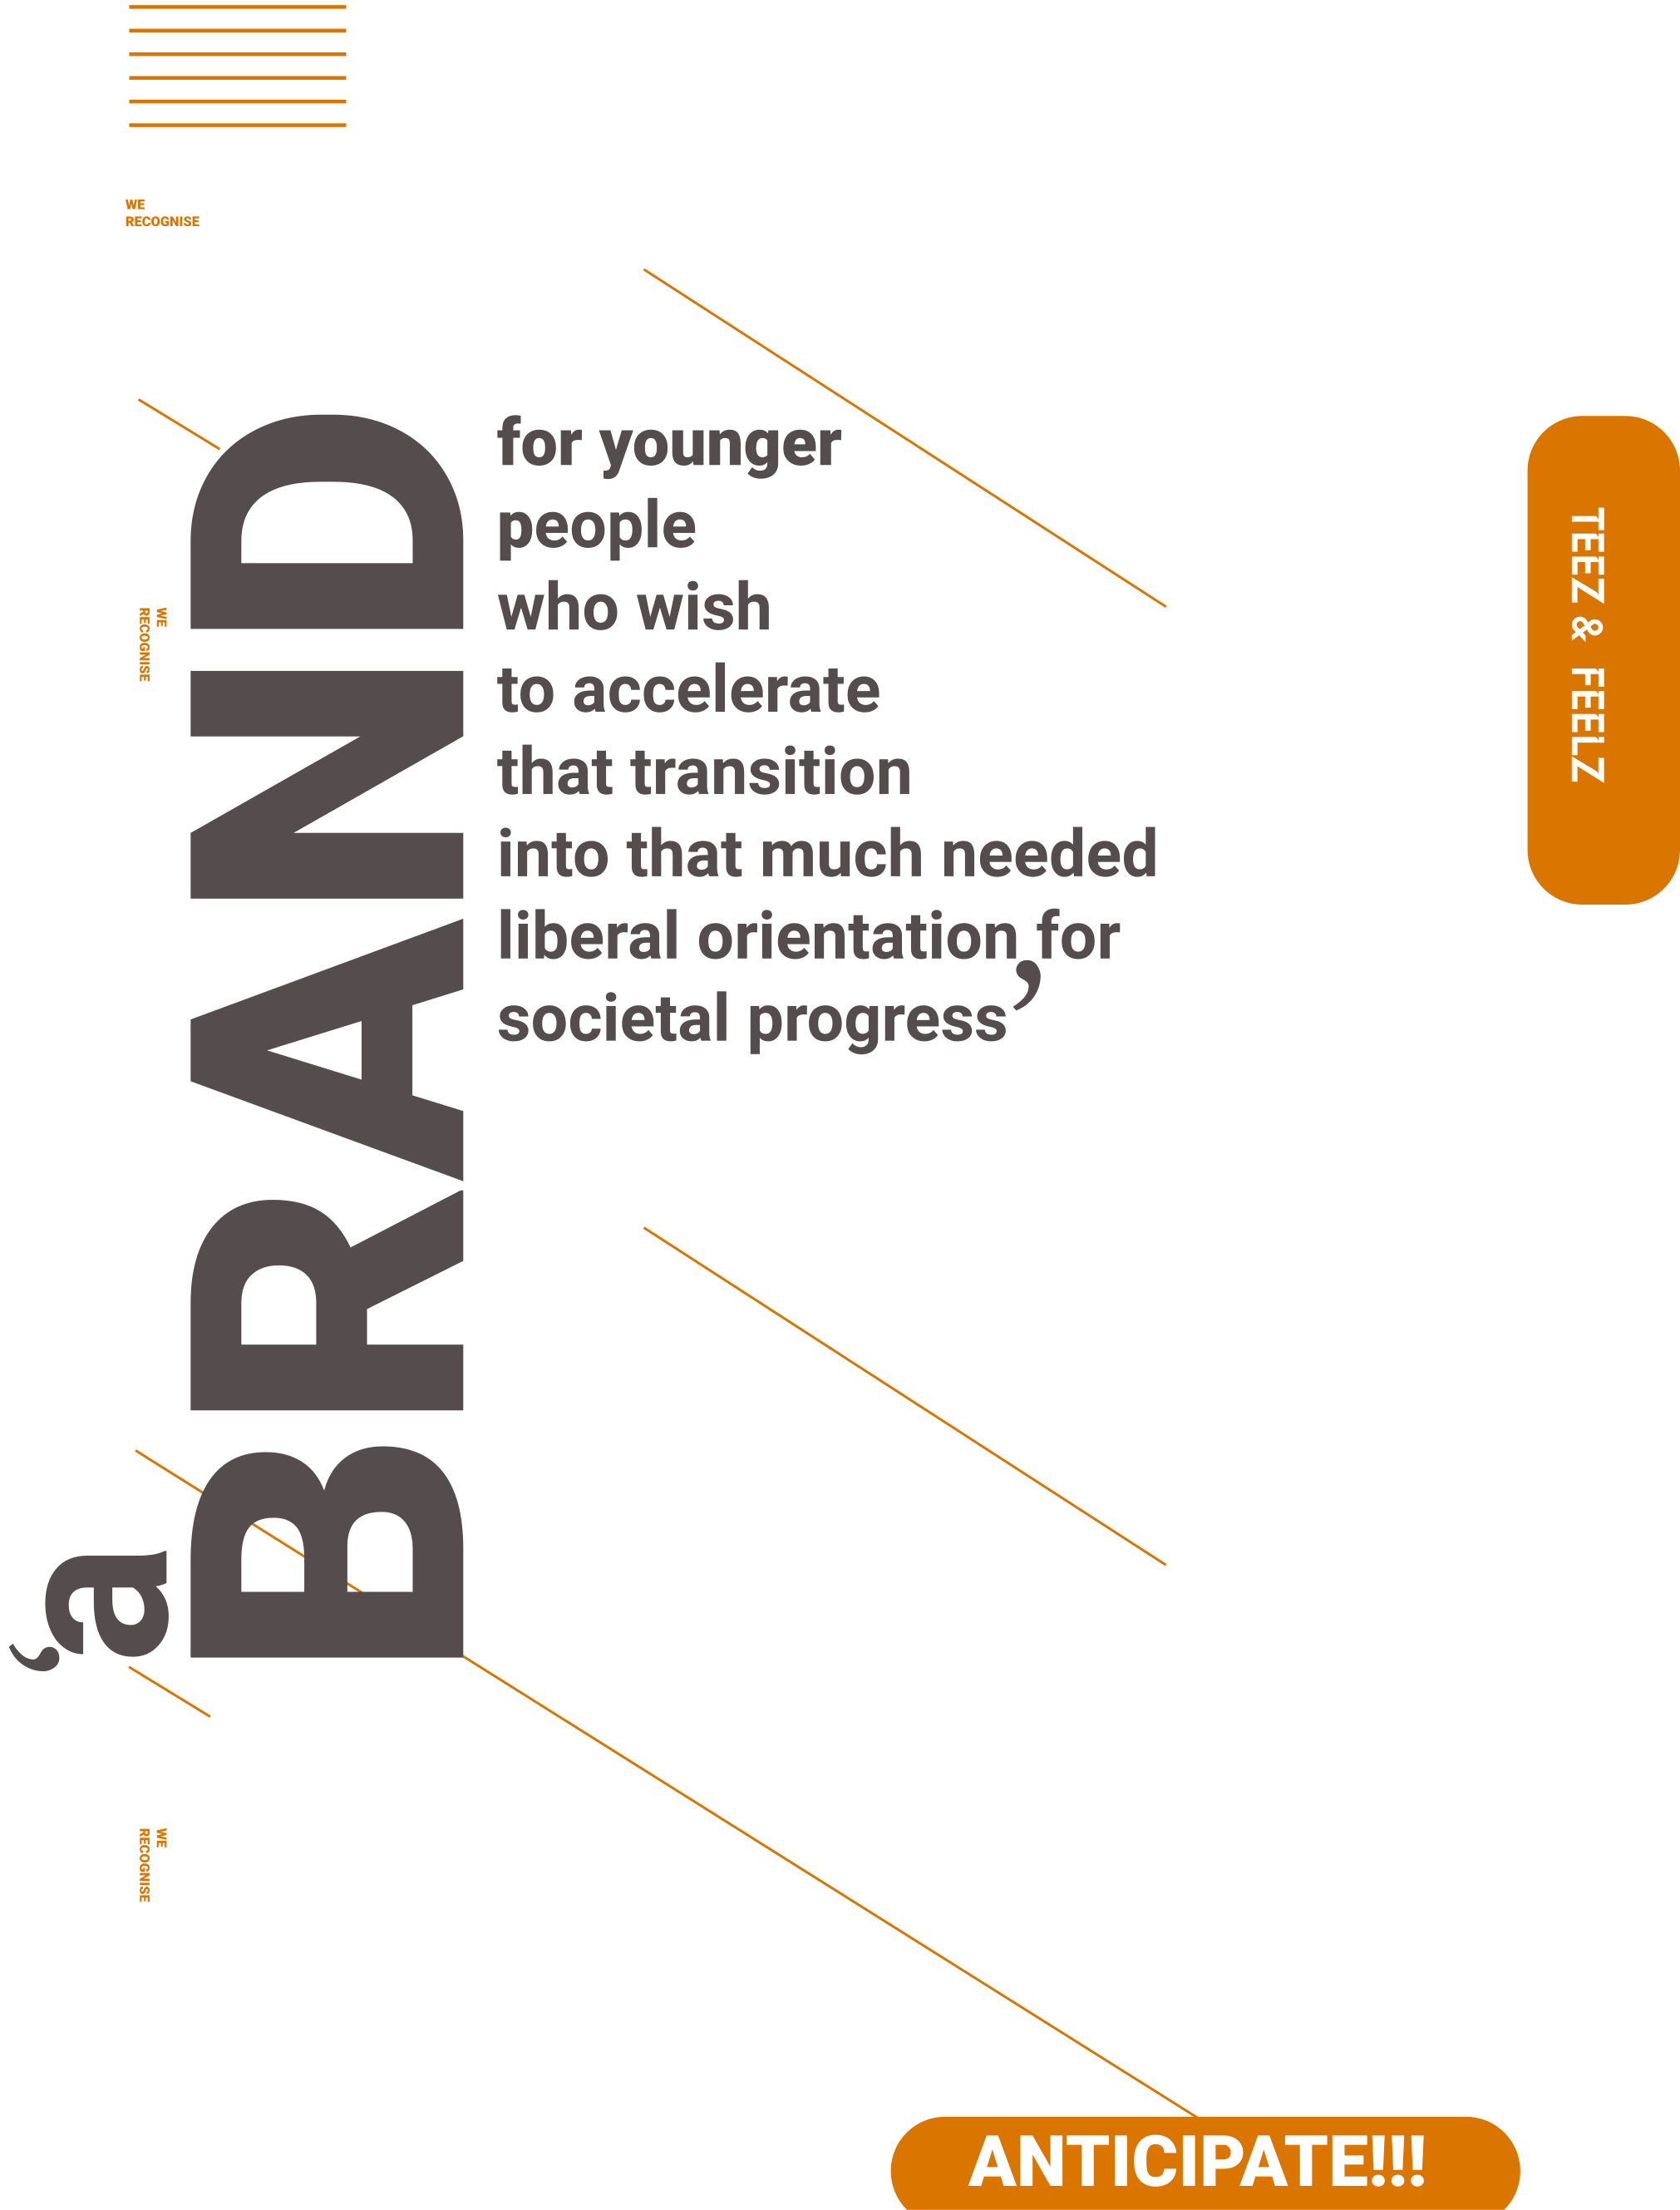 WE
RECOGNISE
‘a
BRAND
for younger
people
who wish
to accelerate
that transition
into that much needed
liberal orientation for
societal progress’
WE
RECOGNISE
TEEZ & FEELZ
WE
RECOGNISE
ANTICIPATE!!!